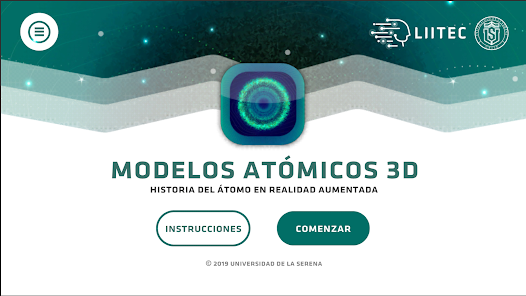 LIITEC
MODELOS ATÓMICOS 3D
HISTORIA DEL ÁTOMO EN REALIDAD AUMENTADA
INSTRUCCIONES
COMENZAR
© 2019 UNIVERSIDAD DE LA SERENA